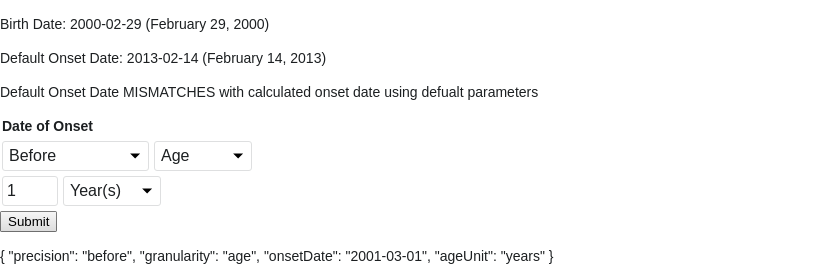 Birth Date: 2000-02-29 (February 29, 2000)
Default Onset Date: 2013-02-14 (February 14, 2013)
Default Onset Date MISMATCHES with calculated onset date using defualt parameters
Date of Onset
Before Age
1 Year(s)
Submit
{ "precision": "before", "granularity": "age", "onsetDate": "2001-03-01", "ageUnit": "years" }